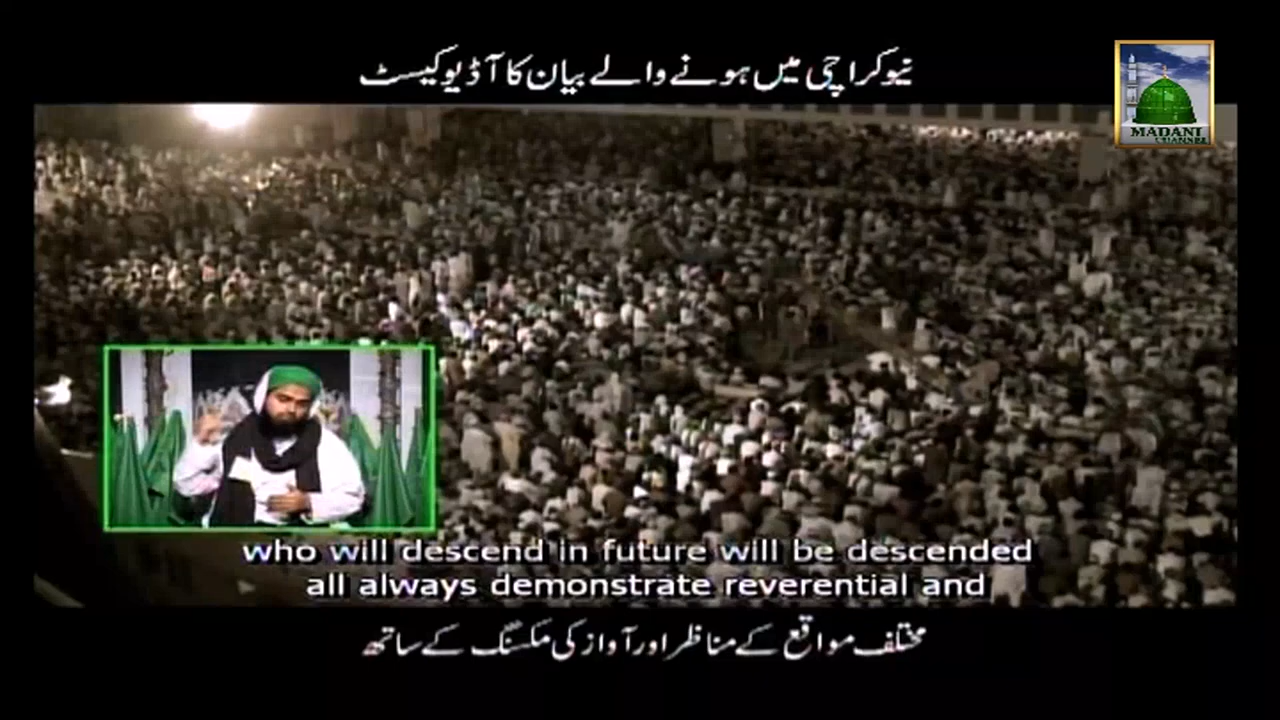 نیو کراچی میں ہونے والے بیان کا آڈیو کیسٹ
MADANI
CHANNEL
who will descend in future will be descended
all always demonstrate reverential and
مختلف مواقع کے مناظر اور آواز کی مکسنگ کے ساتھ